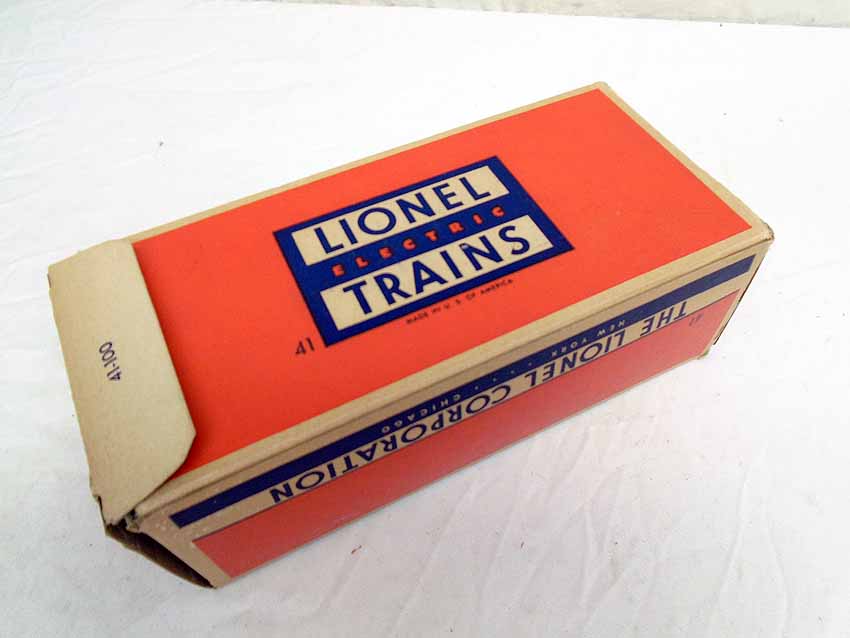 LIONEL
ELECTRIC
TRAINS
MADE IN U. S. OF AMERICA
41
41-100
41
THE LIONEL CORPORATION
NEW YORK . . . . . CHICAGO